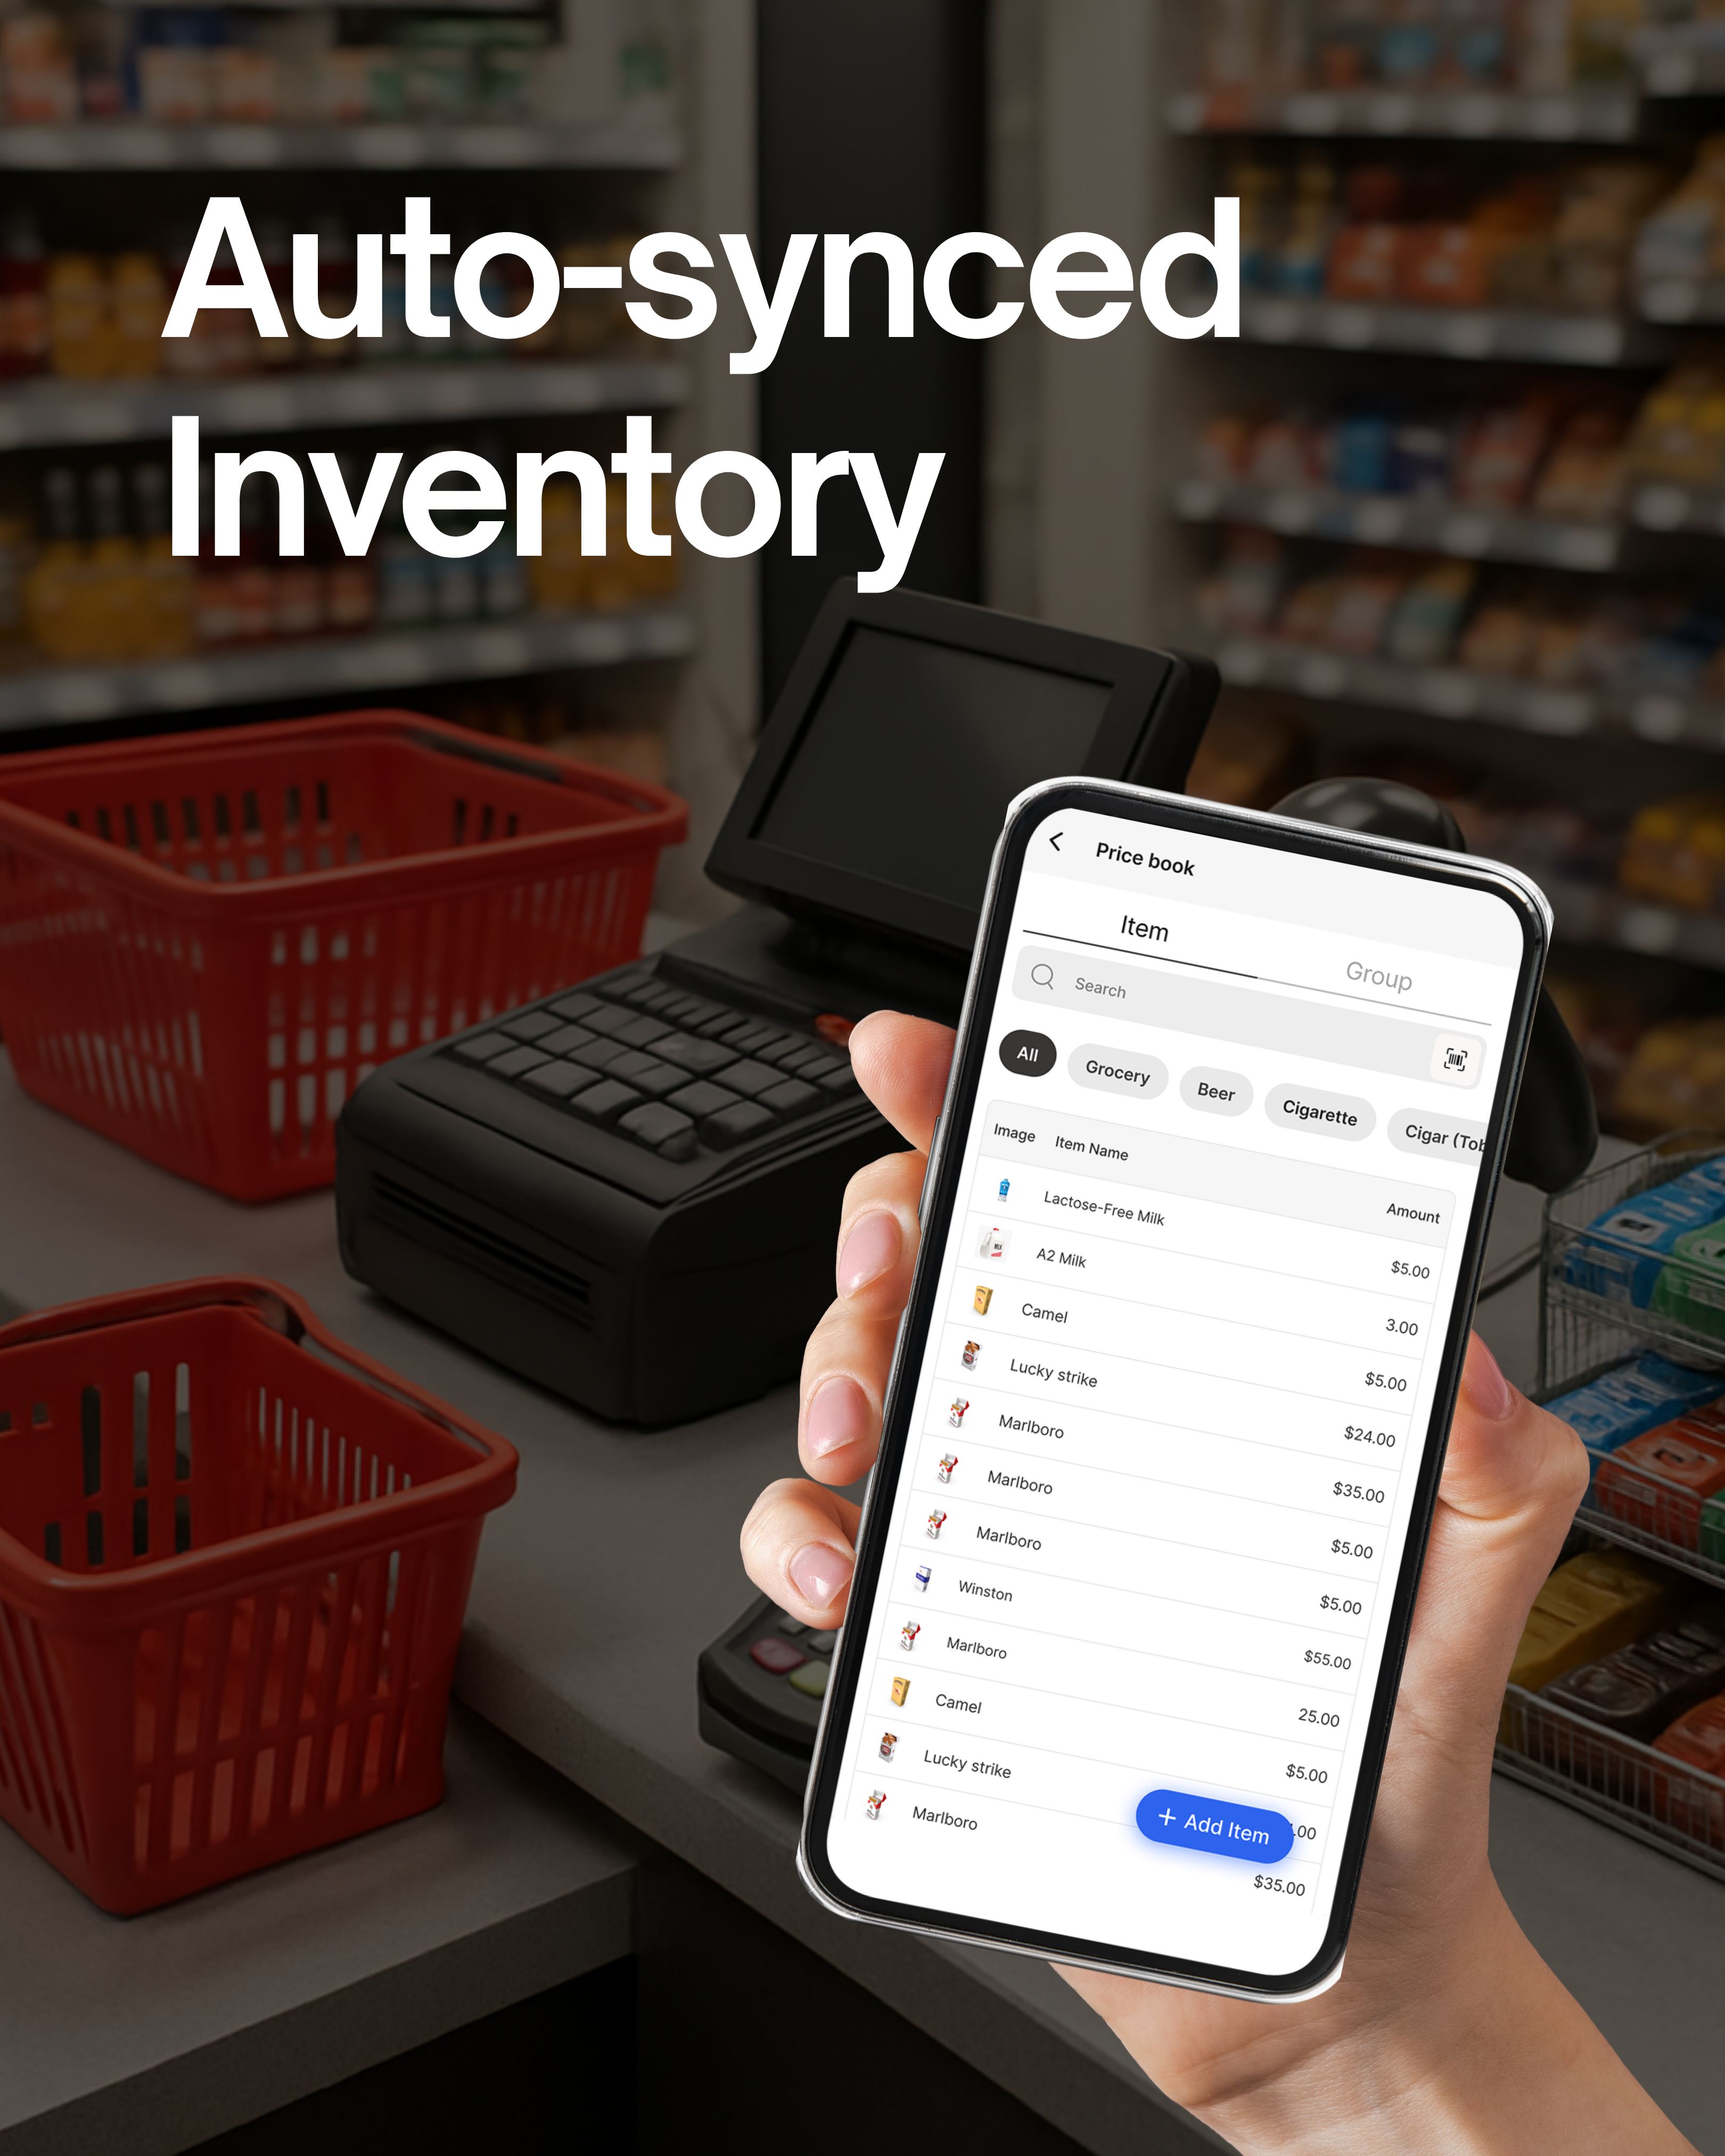 Auto-synced
Inventory
Price book
Item Group
Search
All Grocery Beer Cigarette Cigar (Tob
Image Item Name Amount
Lactose-Free Milk $5.00
A2 Milk 3.00
Camel $5.00
Lucky strike $24.00
Marlboro $35.00
Marlboro $5.00
Marlboro $5.00
Winston $55.00
Marlboro 25.00
Camel $5.00
Lucky strike .00
Marlboro $35.00
+ Add Item